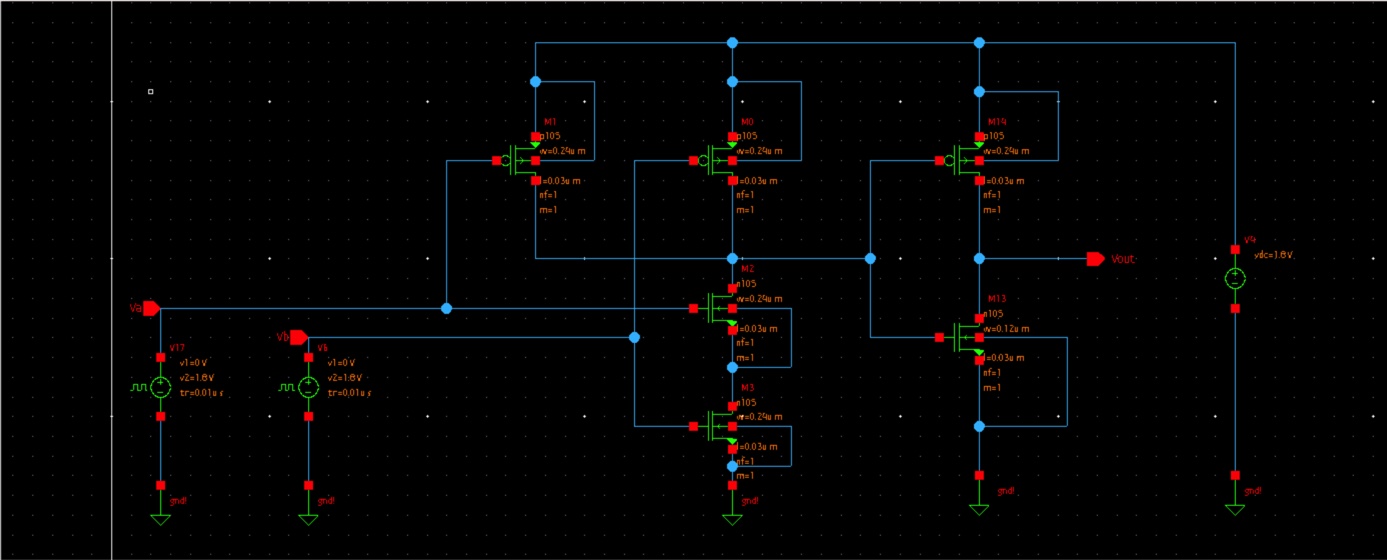 M1
p105
w=0.24u m
l=0.03u m
nf=1
m=1
M0
p105
w=0.24u m
l=0.03u m
nf=1
m=1
M14
p105
w=0.24u m
l=0.03u m
nf=1
m=1
V4
vdc=1.8V
Vout
M2
n105
w=0.24u m
l=0.03u m
nf=1
m=1
M13
n105
w=0.12u m
l=0.03u m
nf=1
m=1
Va
V17
v1=0 V
v2=1.8V
tr=0.01u s
Vb
v1=0 V
v2=1.8V
tr=0.01u s
M3
n105
w=0.24u m
l=0.03u m
nf=1
m=1
gnd!
gnd!
gnd!
gnd!
gnd!